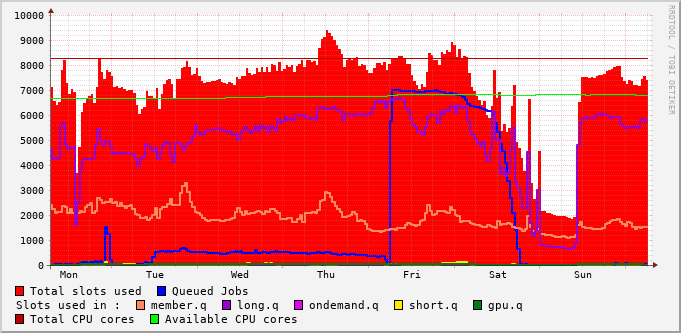 RRDTOOL / TOBI OETIKER
10000
9000
8000
7000
6000
5000
4000
3000
2000
1000
0
Mon Tue Wed Thu Fri Sat Sun
Total slots used Queued Jobs
Slots used in : member.q long.q ondemand.q short.q gpu.q
Total CPU cores Available CPU cores